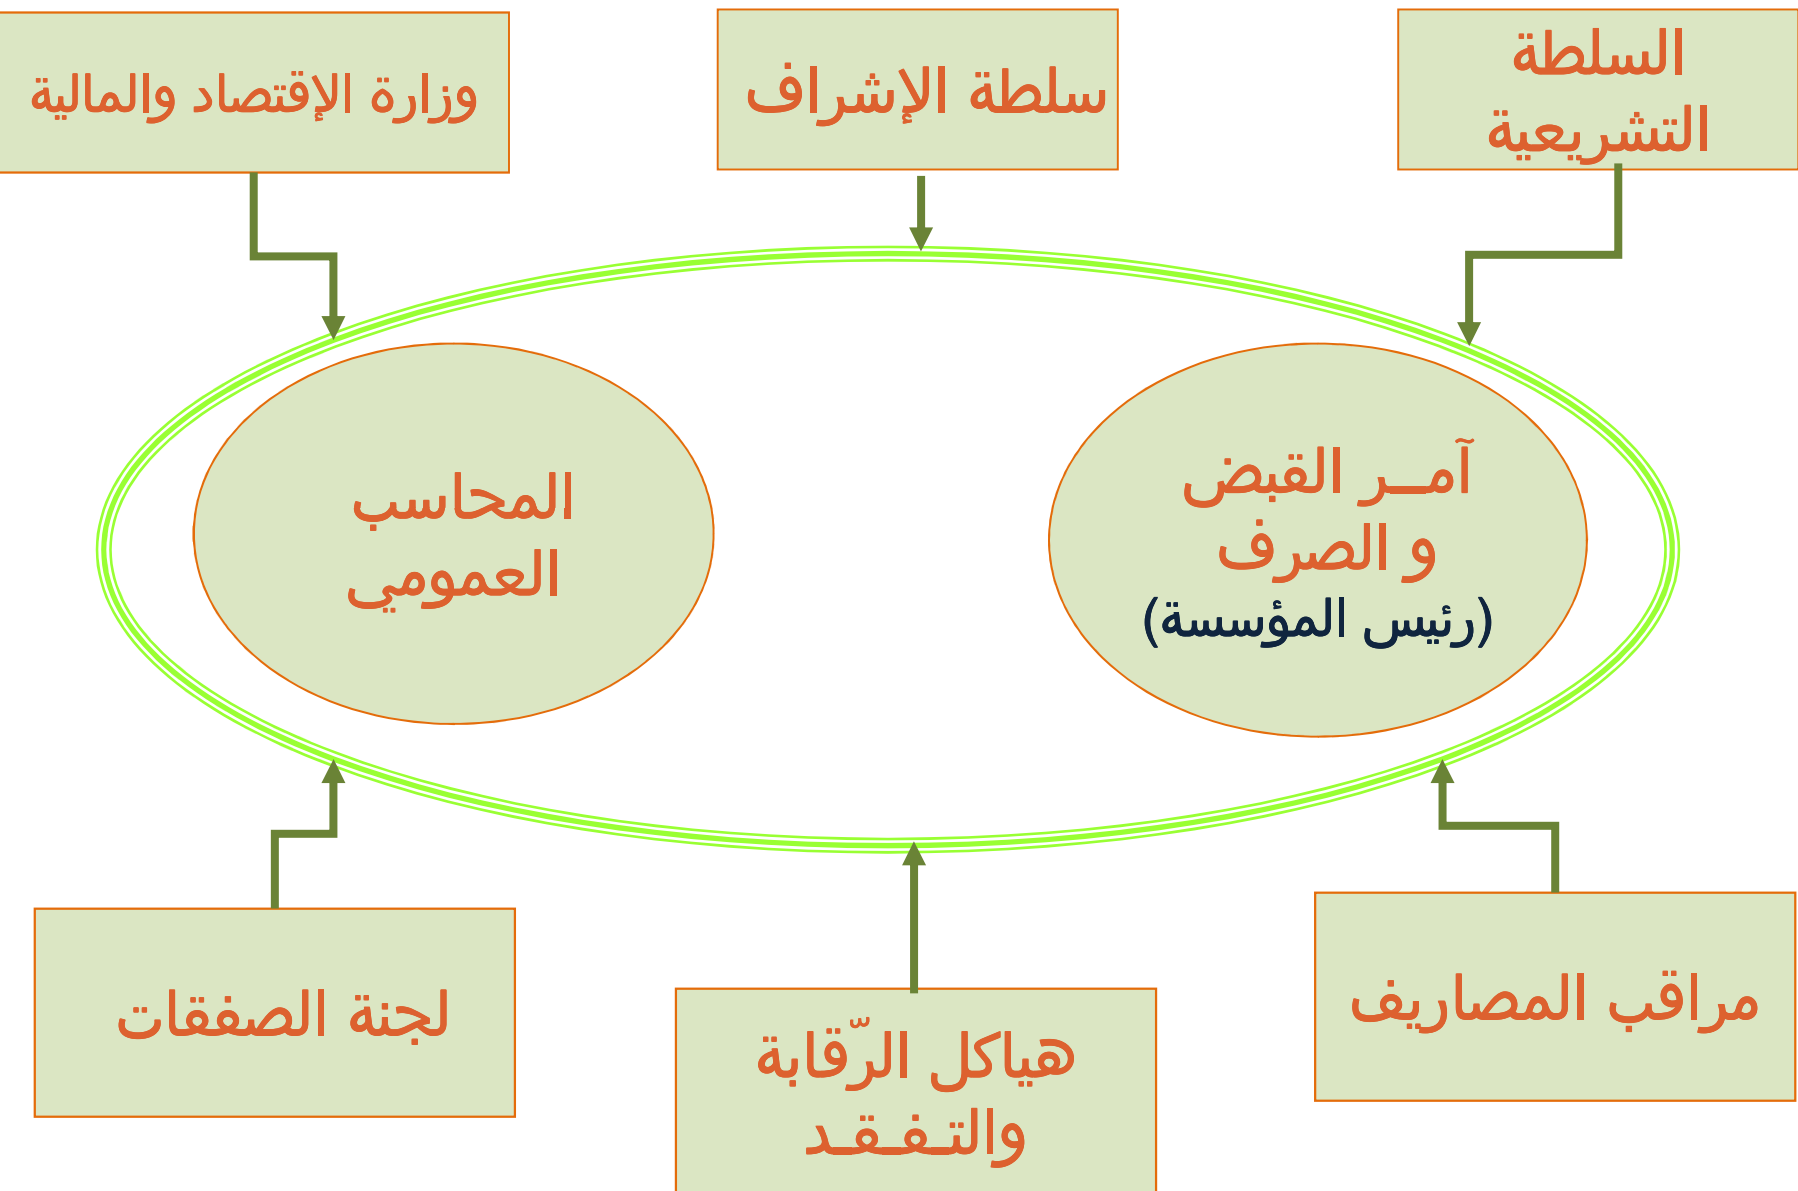 السلطة
التشريعية
سلطة الإشراف
وزارة الإقتصاد والمالية
آمــر القبض
و الصرف
(رئيس المؤسسة)
المحاسب
العمومي
مراقب المصاريف
هياكل الرّقابة
والتـفـقـد
لجنة الصفقات